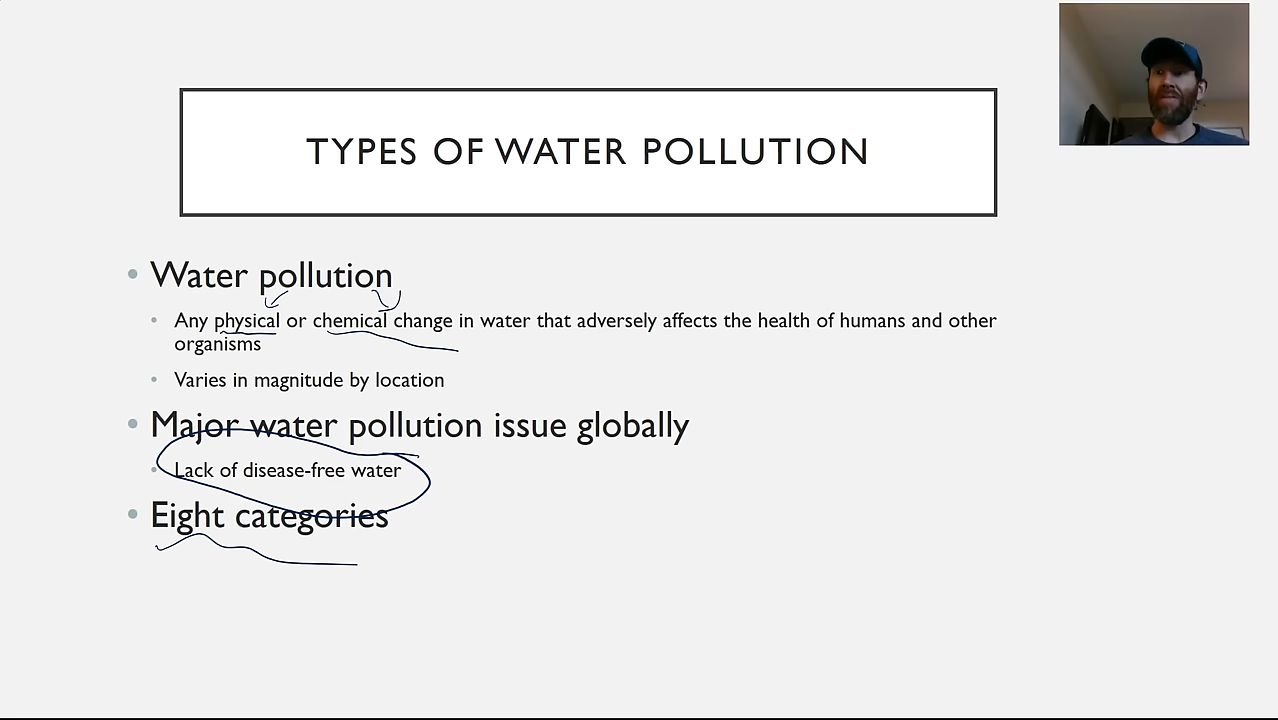 TYPES OF WATER POLLUTION
• Water pollution
• Any physical or chemical change in water that adversely affects the health of humans and other
organisms
• Varies in magnitude by location
• Major water pollution issue globally
• Lack of disease-free water
• Eight categories